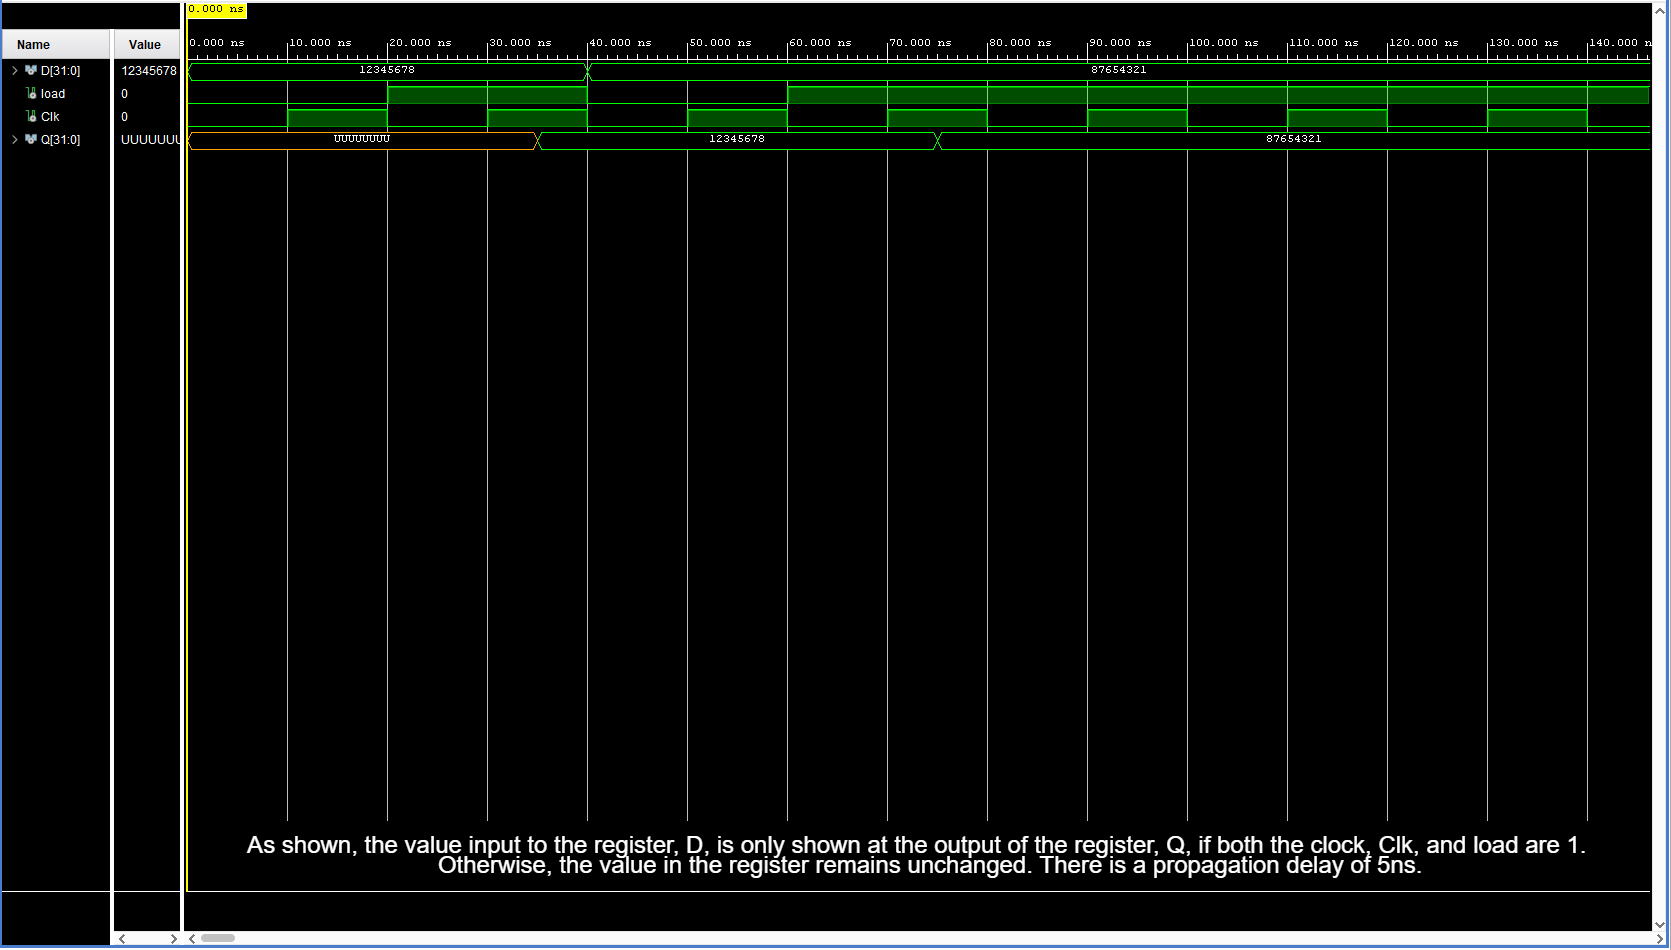 0.000 ns
Name Value 0.000 ns 10.000 ns 20.000 ns 30.000 ns 40.000 ns 50.000 ns 60.000 ns 70.000 ns 80.000 ns 90.000 ns 100.000 ns 110.000 ns 120.000 ns 130.000 ns 140.000 n
D[31:0] 12345678 12345678 87654321
load 0
Clk 0
Q[31:0] UUUUUUU UUUUUUUU 12345678 87654321
As shown, the value input to the register, D, is only shown at the output of the register, Q, if both the clock, Clk, and load are 1.
Otherwise, the value in the register remains unchanged. There is a propagation delay of 5ns.